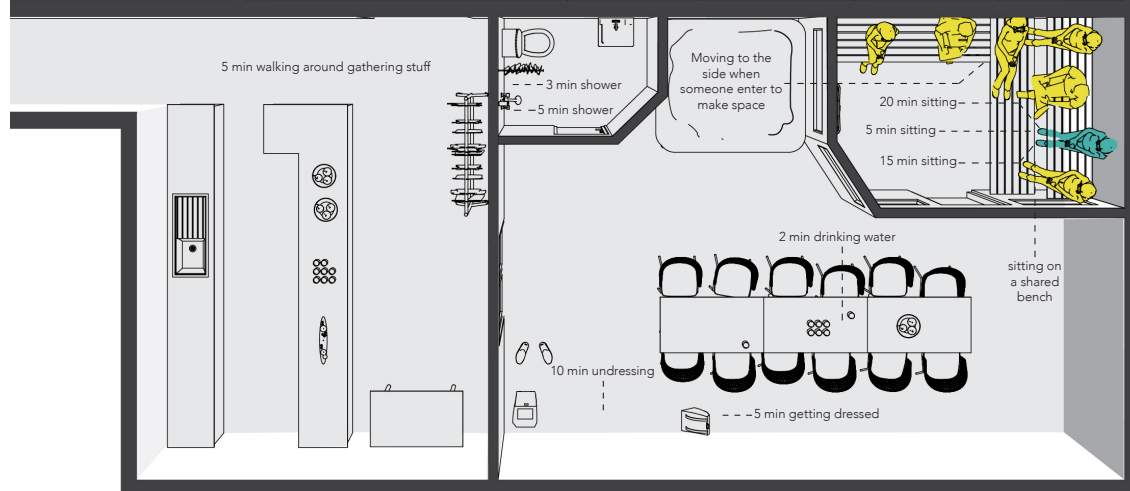 5 min walking around gathering stuff
3 min shower
5 min shower
Moving to the
side when
someone enter to
make space
20 min sitting
5 min sitting
15 min sitting
sitting on
a shared
bench
2 min drinking water
10 min undressing
5 min getting dressed